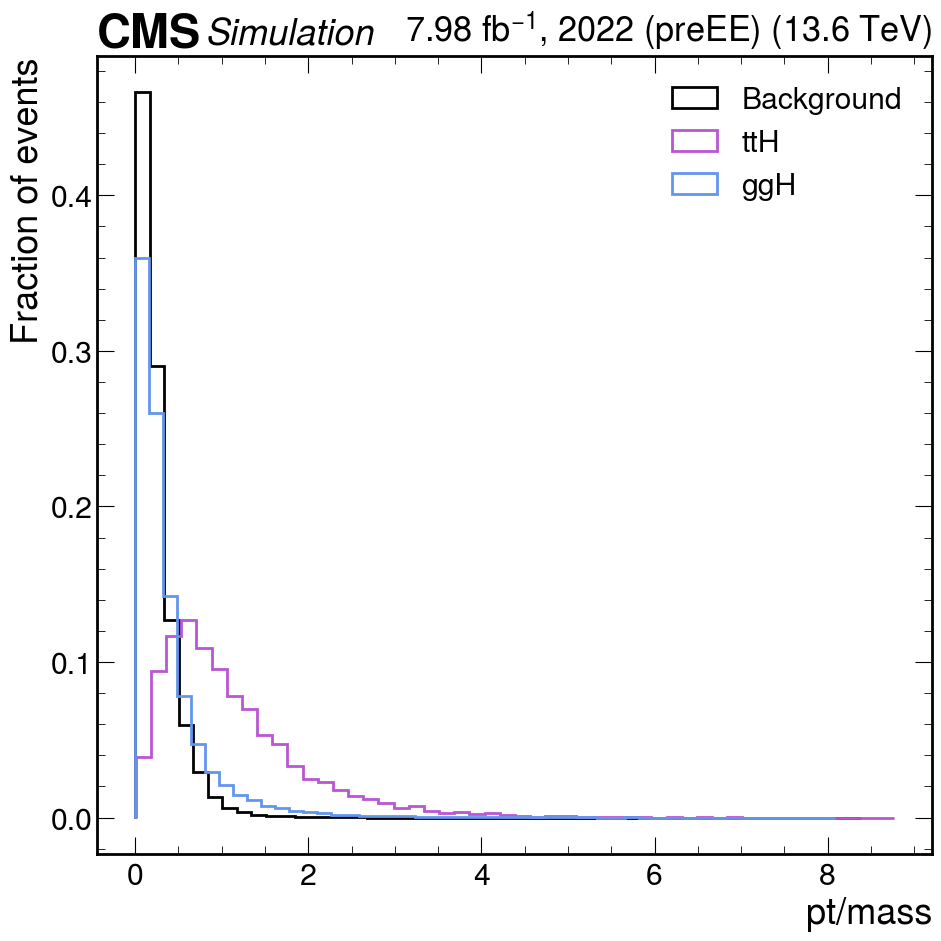 CMS Simulation 7.98 fb⁻¹, 2022 (preEE) (13.6 TeV)
Fraction of events
Background
ttH
ggH
0.4
0.3
0.2
0.1
0.0
0 2 4 6 8
pt/mass